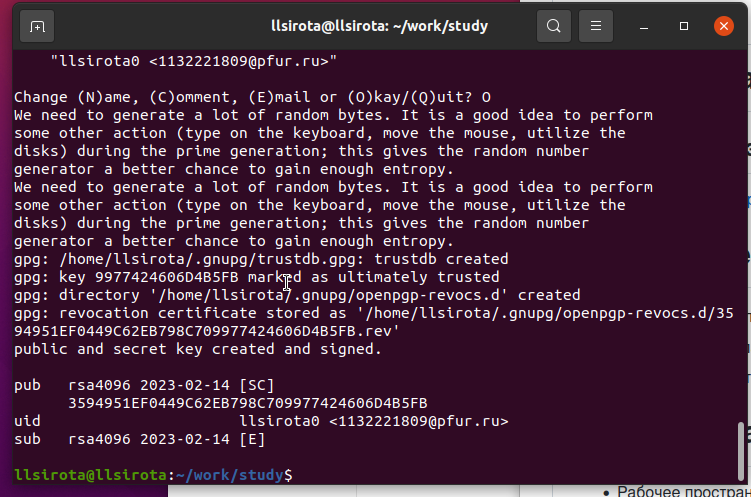 llsirota@llsirota: ~/work/study
"llsirota0 <1132221809@pfur.ru>"
Change (N)ame, (C)omment, (E)mail or (O)kay/(Q)uit? O
We need to generate a lot of random bytes. It is a good idea to perform
some other action (type on the keyboard, move the mouse, utilize the
disks) during the prime generation; this gives the random number
generator a better chance to gain enough entropy.
We need to generate a lot of random bytes. It is a good idea to perform
some other action (type on the keyboard, move the mouse, utilize the
disks) during the prime generation; this gives the random number
generator a better chance to gain enough entropy.
gpg: /home/llsirota/.gnupg/trustdb.gpg: trustdb created
gpg: key 9977424606D4B5FB marked as ultimately trusted
gpg: directory '/home/llsirota/.gnupg/openpgp-revocs.d' created
gpg: revocation certificate stored as '/home/llsirota/.gnupg/openpgp-revocs.d/35
94951EF0449C62EB798C709977424606D4B5FB.rev'
public and secret key created and signed.
pub   rsa4096 2023-02-14 [SC]
3594951EF0449C62EB798C709977424606D4B5FB
uid                      llsirota0 <1132221809@pfur.ru>
sub   rsa4096 2023-02-14 [E]
llsirota@llsirota:~/work/study$
• Рабочее